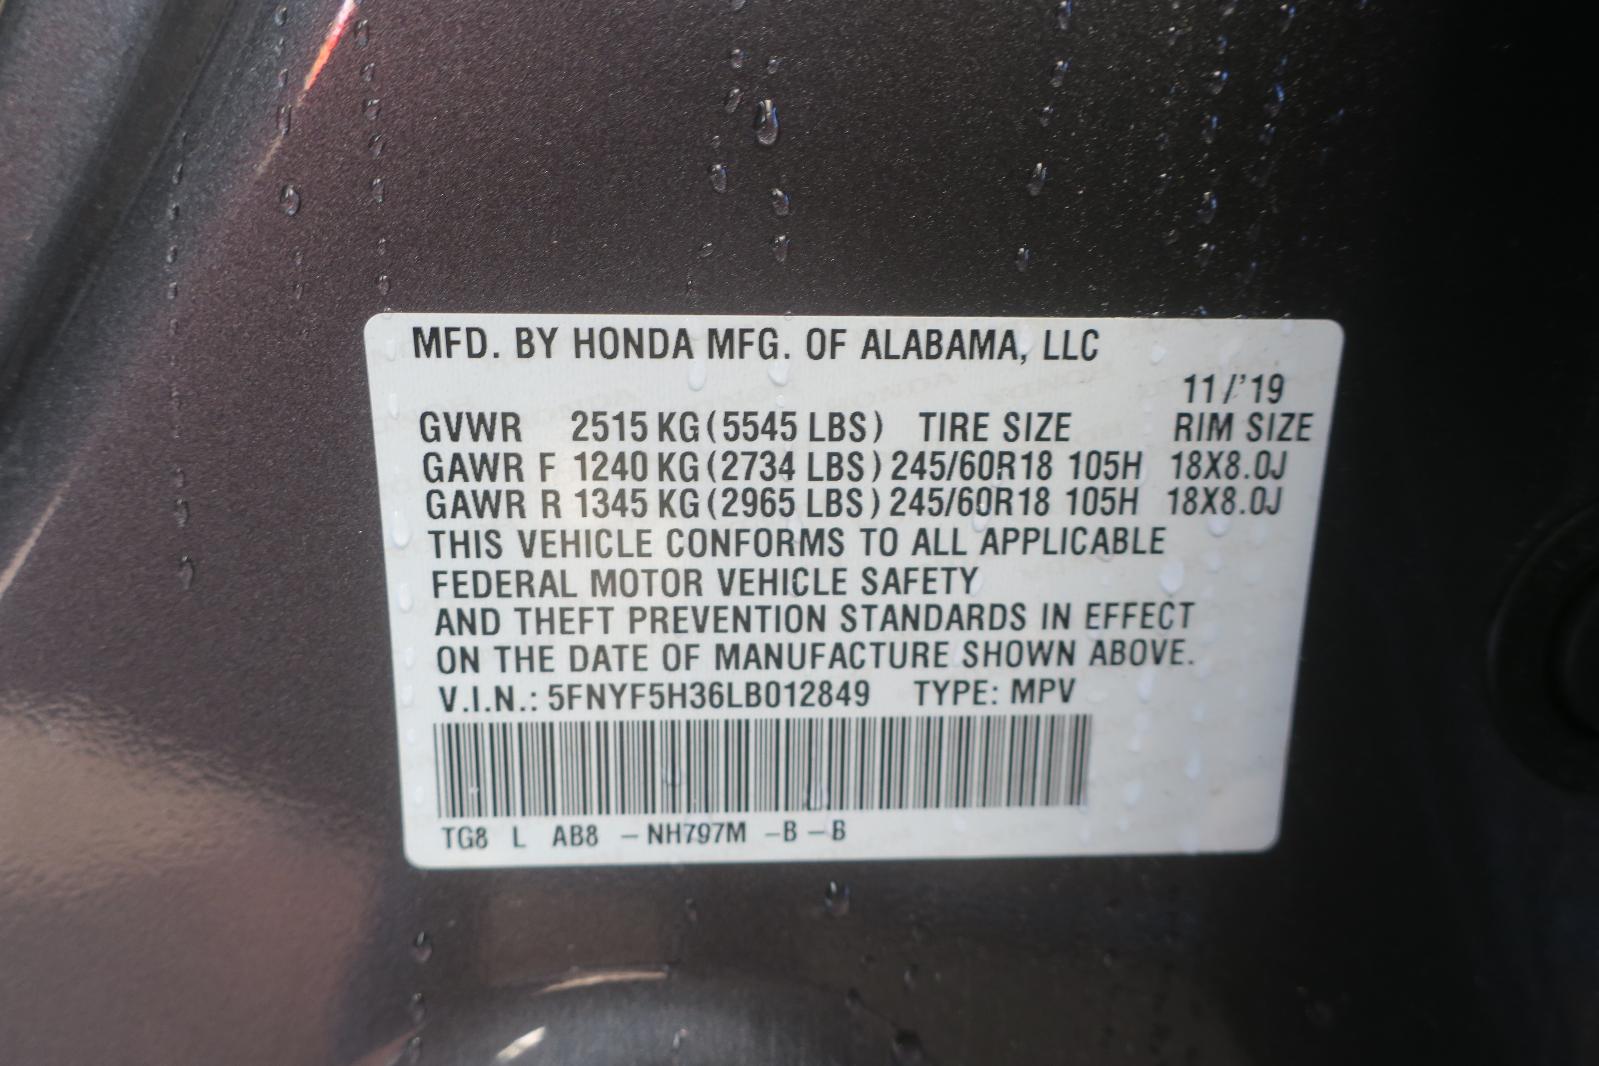 MFD. BY HONDA MFG. OF ALABAMA, LLC
11/'19
GVWR 2515 KG (5545 LBS) TIRE SIZE RIM SIZE
GAWR F 1240 KG (2734 LBS) 245/60R18 105H 18X8.0J
GAWR R 1345 KG (2965 LBS) 245/60R18 105H 18X8.0J
THIS VEHICLE CONFORMS TO ALL APPLICABLE
FEDERAL MOTOR VEHICLE SAFETY
AND THEFT PREVENTION STANDARDS IN EFFECT
ON THE DATE OF MANUFACTURE SHOWN ABOVE.
V.I.N.: 5FNYF5H36LB012849 TYPE: MPV
TG8 L AB8 – NH797M – B – B